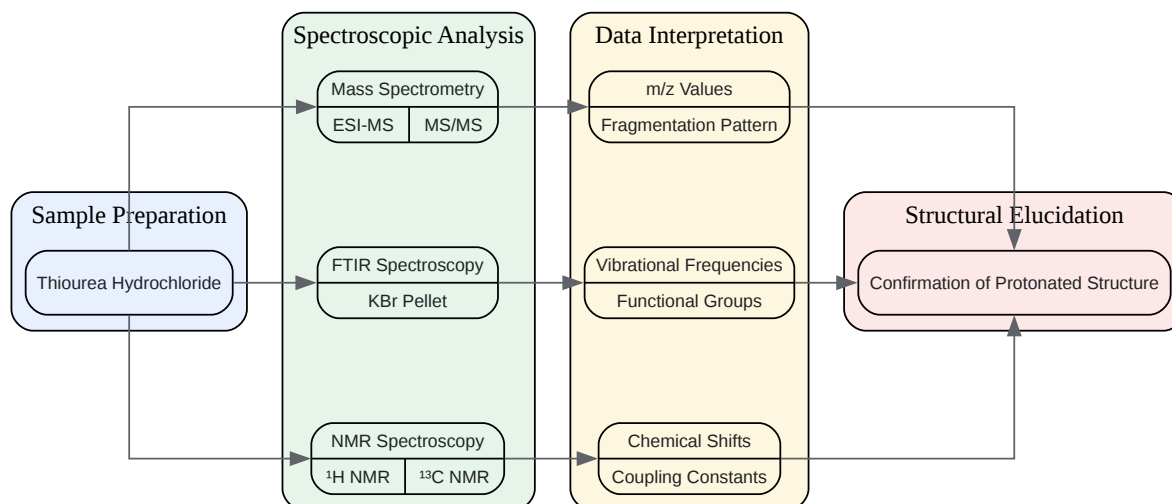 Spectroscopic Analysis
Data Interpretation
Mass Spectrometry
ESI-MS
MS/MS
m/z Values
Fragmentation Pattern
Sample Preparation
Structural Elucidation
Thiourea Hydrochloride
FTIR Spectroscopy
KBr Pellet
Vibrational Frequencies
Functional Groups
Confirmation of Protonated Structure
NMR Spectroscopy
¹H NMR
¹³C NMR
Chemical Shifts
Coupling Constants